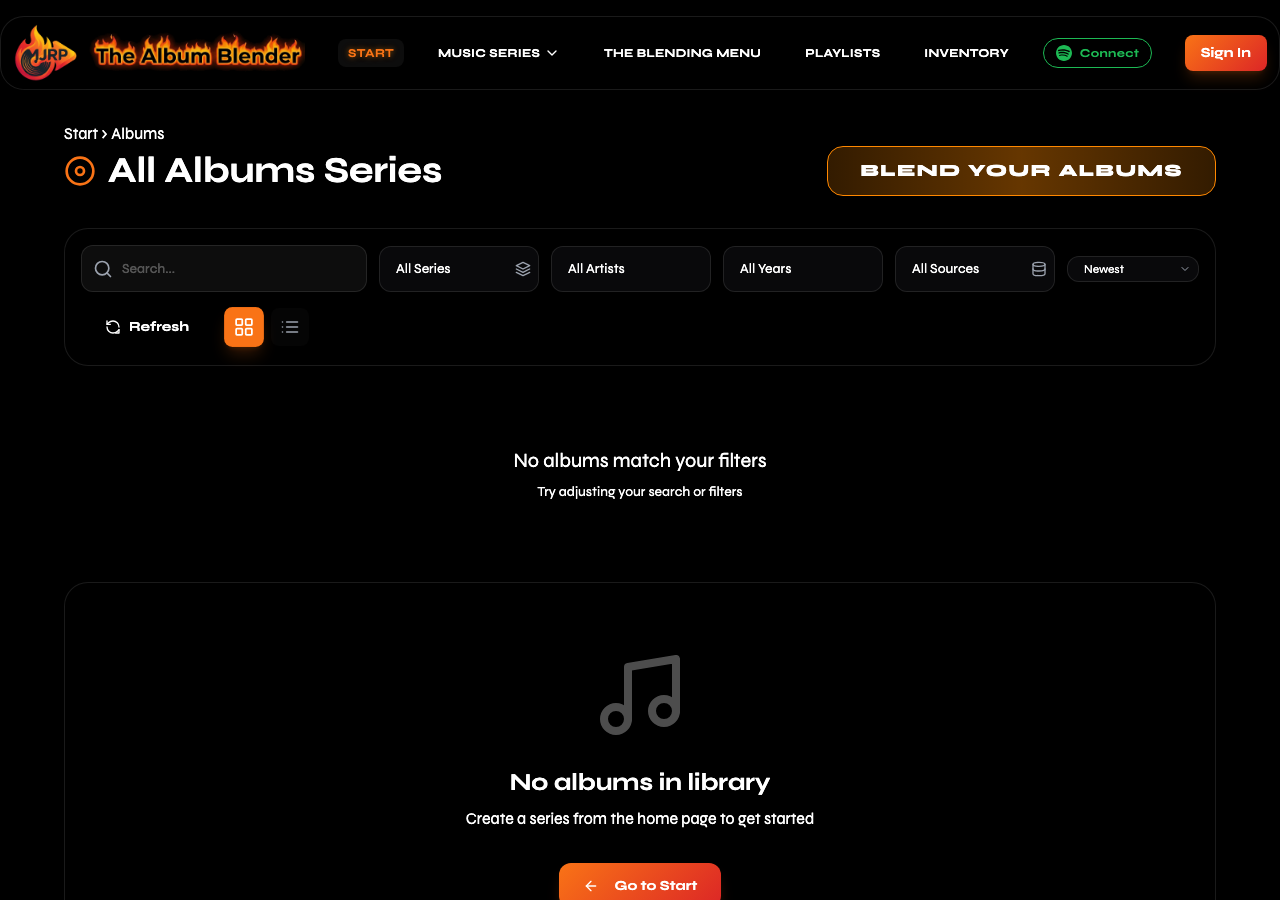 JRP The Album Blender START MUSIC SERIES THE BLENDING MENU PLAYLISTS INVENTORY Connect Sign In
Start › Albums
All Albums Series
BLEND YOUR ALBUMS
Search... All Series All Artists All Years All Sources Newest
Refresh
No albums match your filters
Try adjusting your search or filters
No albums in library
Create a series from the home page to get started
Go to Start